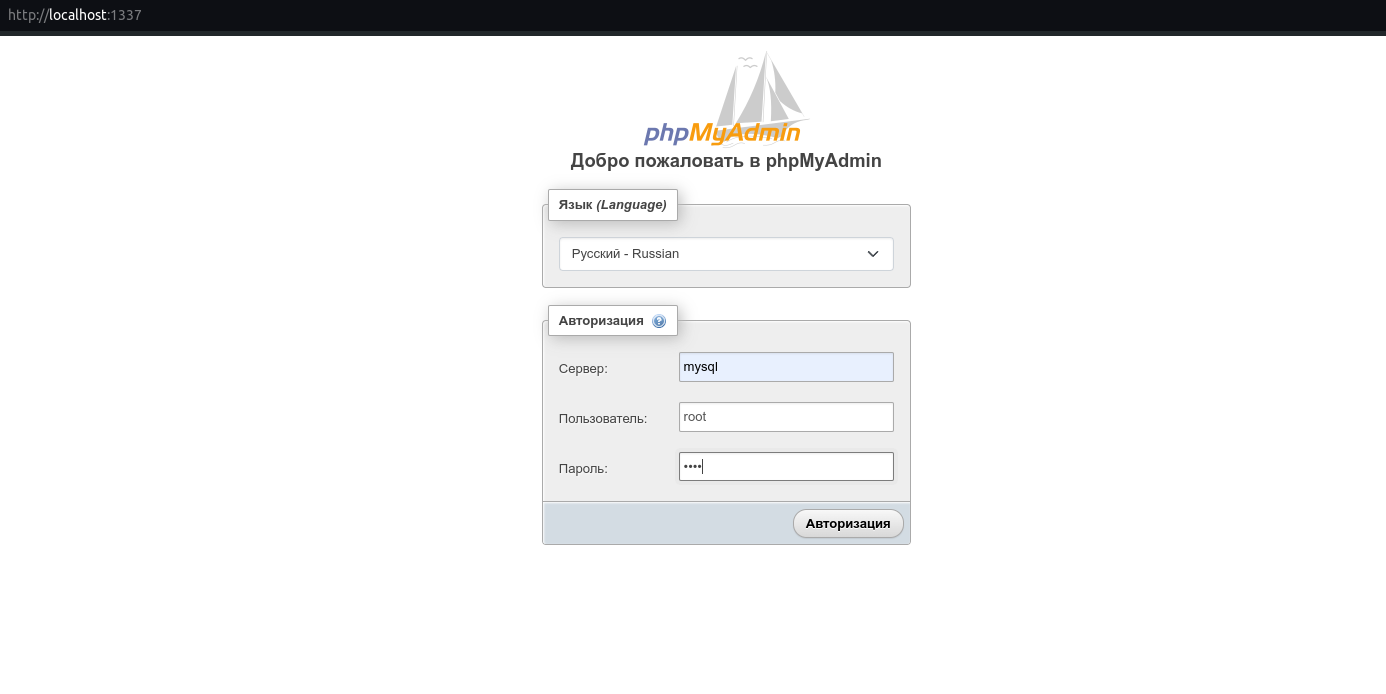 http://localhost:1337
phpMyAdmin
Добро пожаловать в phpMyAdmin
Язык (Language)
Русский - Russian
Авторизация
Сервер: mysql
Пользователь: root
Пароль: ••••
Авторизация